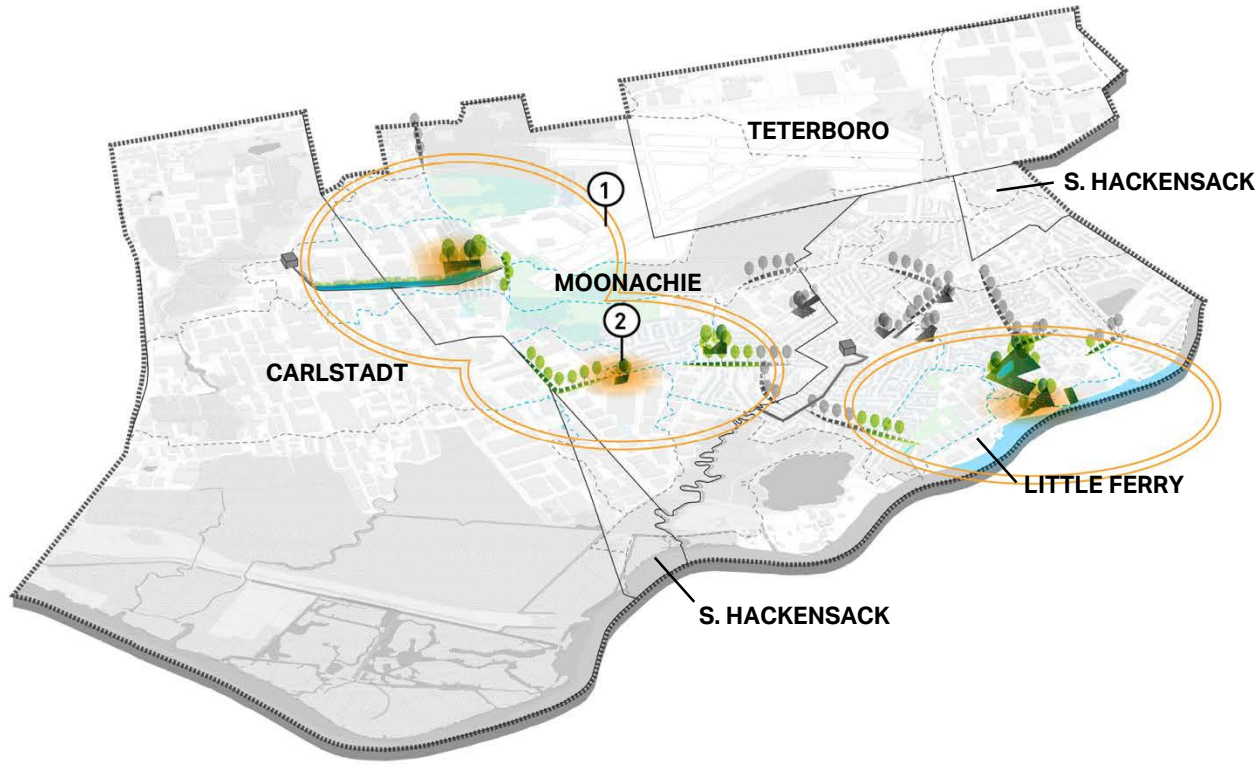 TETERBORO
S. HACKENSACK
1
MOONACHIE
2
CARLSTADT
LITTLE FERRY
S. HACKENSACK